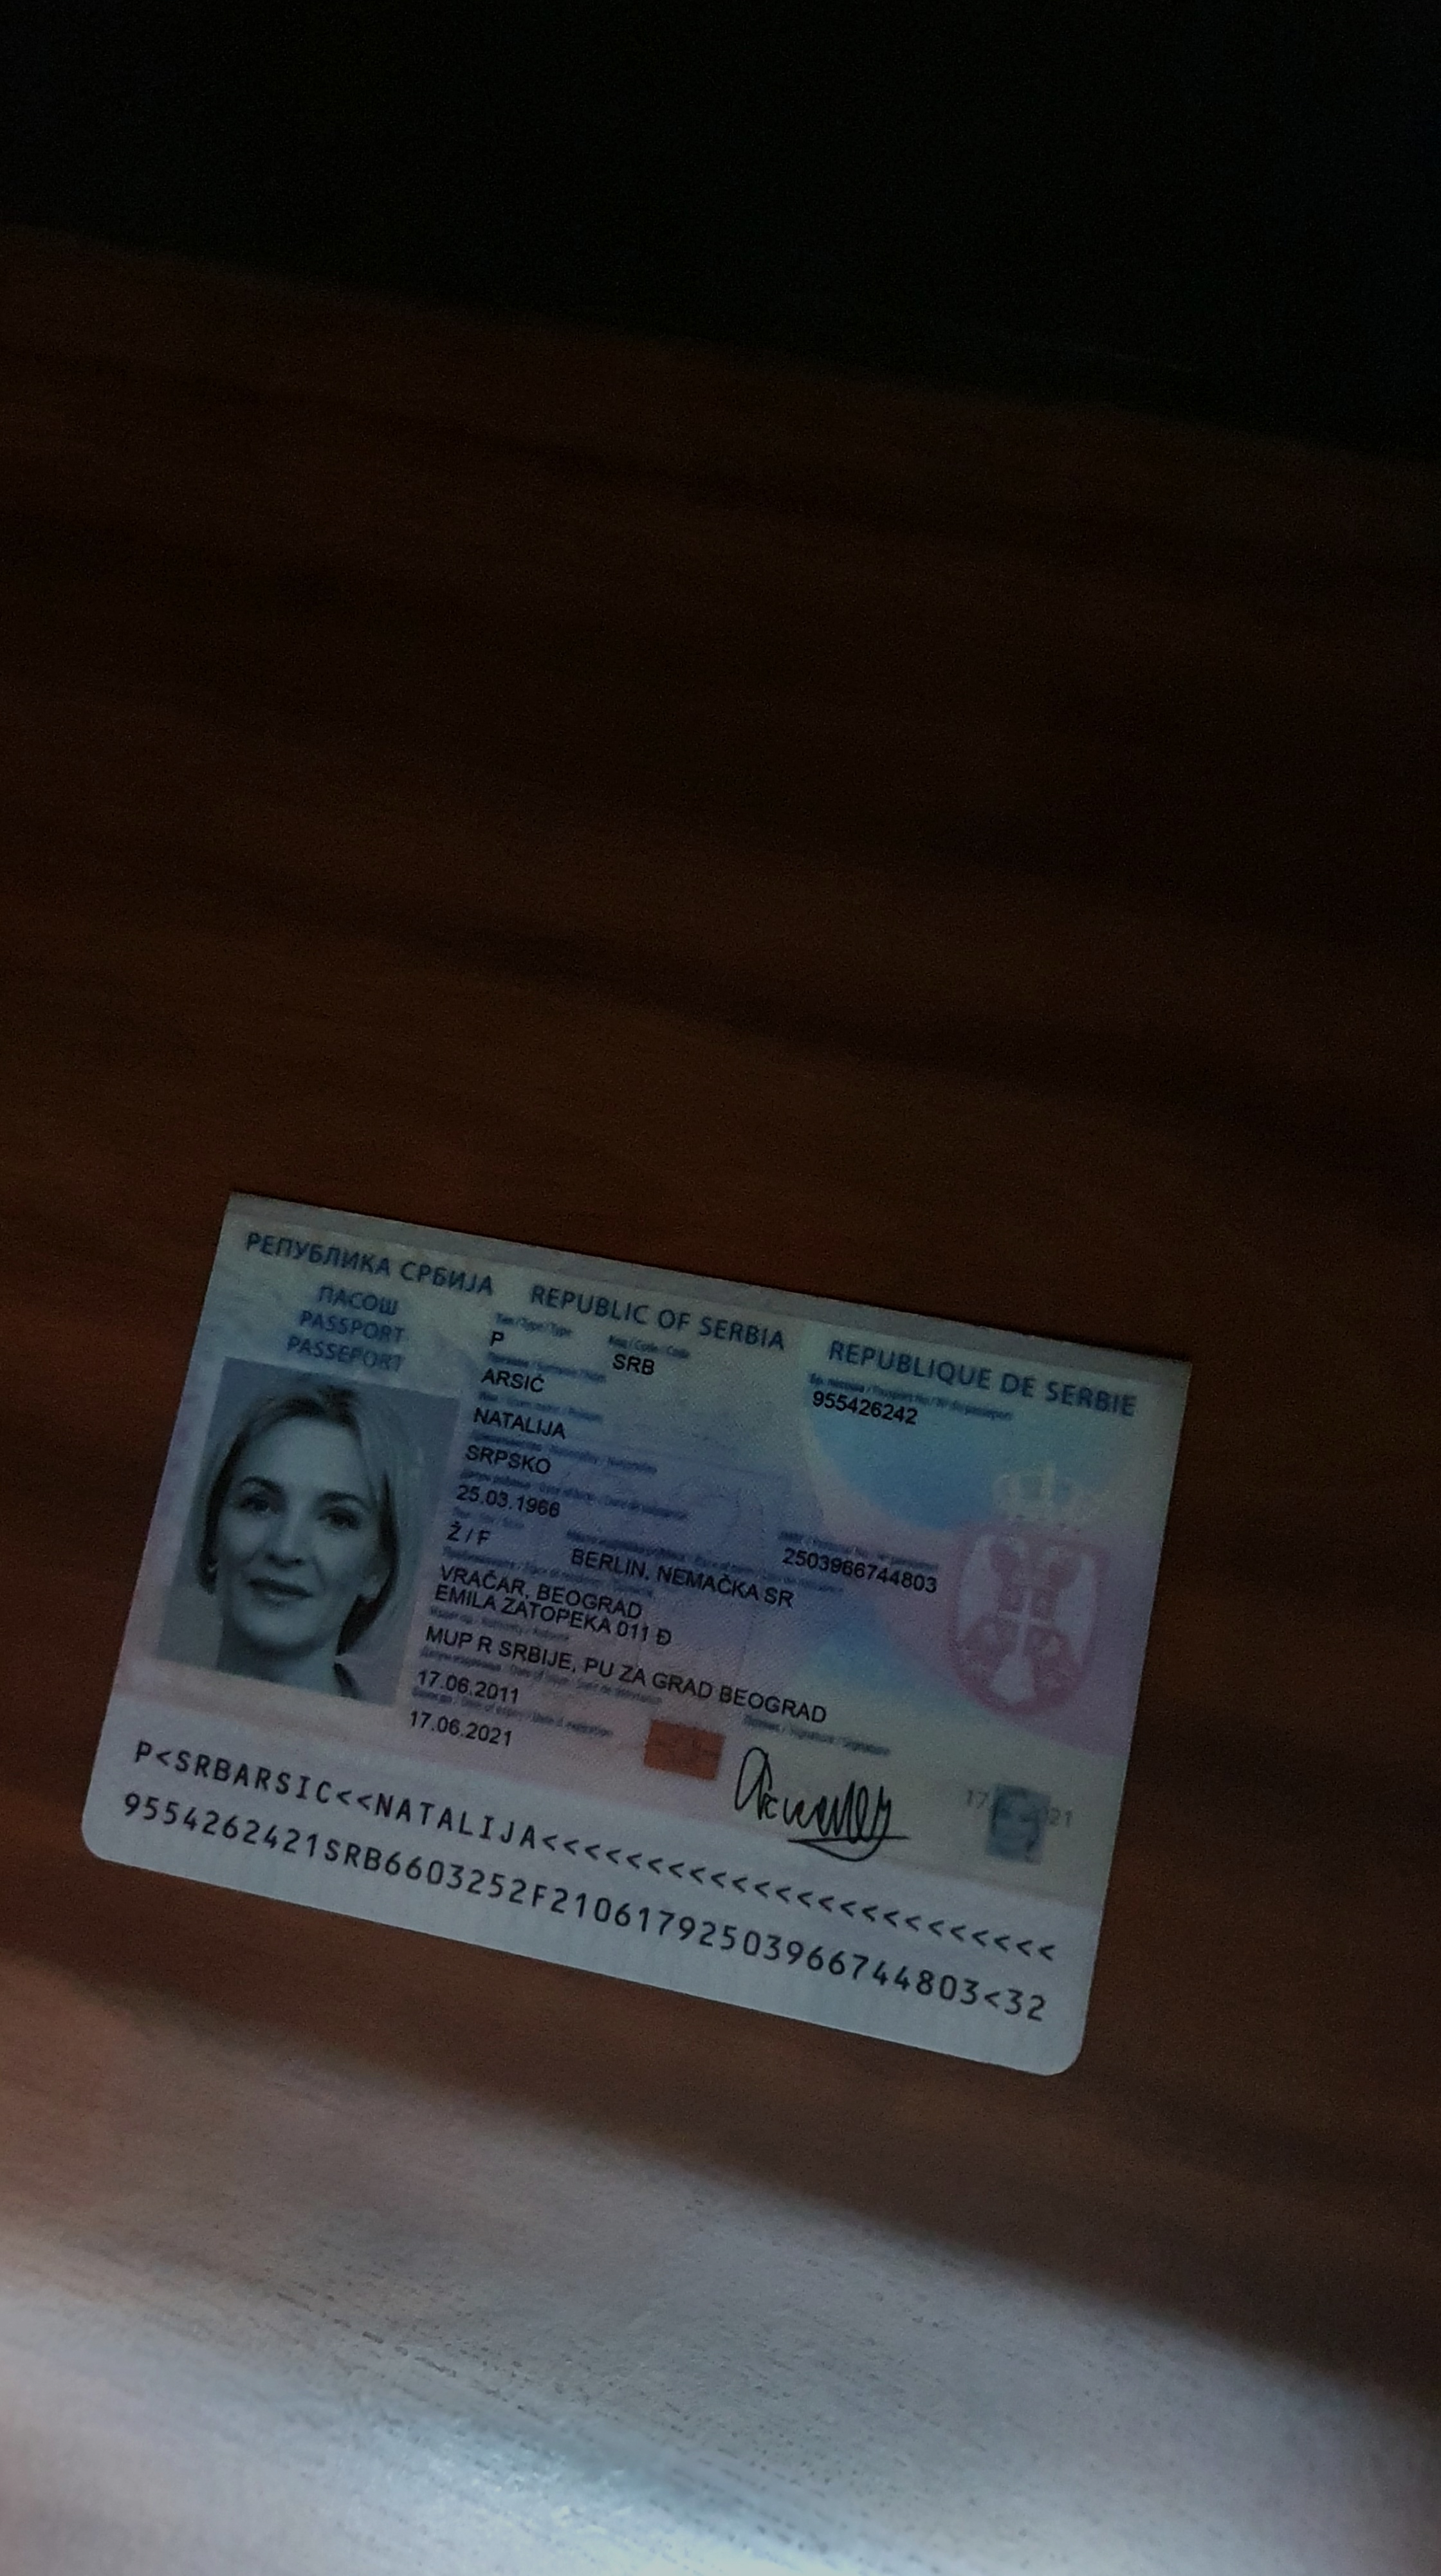 РЕПУБЛИКА СРБИЈА REPUBLIC OF SERBIA REPUBLIQUE DE SERBIE
ПАСОШ
PASSPORT
PASSEPORT
P SRB 955426242
ARSIĆ
NATALIJA
SRPSKO
25.03.1966 2503966744803
Ž / F BERLIN, NEMAČKA SR
VRAČAR, BEOGRAD
EMILA ZATOPEKA 011 Đ
MUP R SRBIJE, PU ZA GRAD BEOGRAD
17.06.2011
17.06.2021
P<SRBARSIC<<NATALIJA<<<<<<<<<<<<<<<<<<<<<<<<
9554262421SRB6603252F21061792503966744803<32